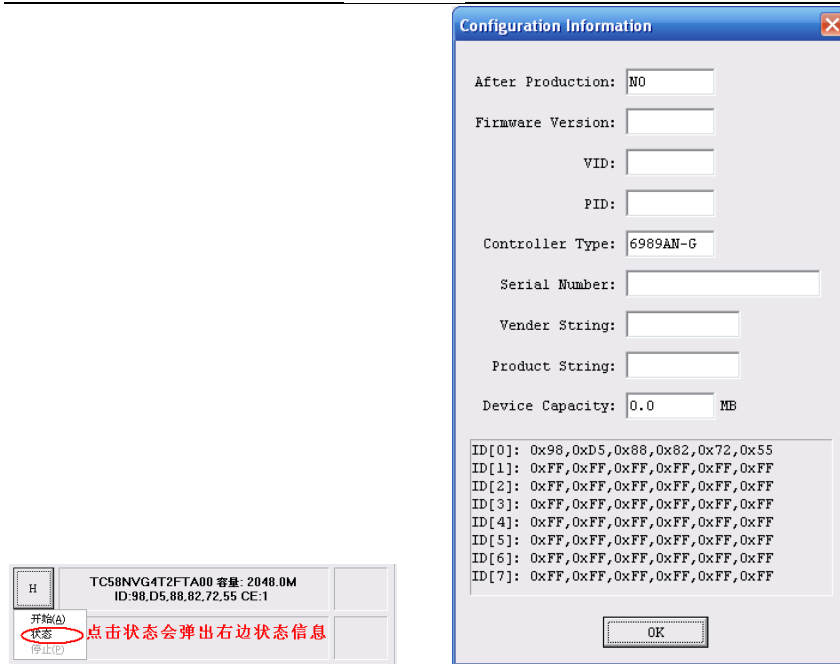 Configuration Information
After Production: NO
Firmware Version:
VID:
PID:
Controller Type: 6989AN-G
Serial Number:
Vender String:
Product String:
Device Capacity: 0.0 MB
ID[0]: 0x98,0xD5,0x88,0x82,0x72,0x55
ID[1]: 0xFF,0xFF,0xFF,0xFF,0xFF,0xFF
ID[2]: 0xFF,0xFF,0xFF,0xFF,0xFF,0xFF
ID[3]: 0xFF,0xFF,0xFF,0xFF,0xFF,0xFF
ID[4]: 0xFF,0xFF,0xFF,0xFF,0xFF,0xFF
ID[5]: 0xFF,0xFF,0xFF,0xFF,0xFF,0xFF
ID[6]: 0xFF,0xFF,0xFF,0xFF,0xFF,0xFF
ID[7]: 0xFF,0xFF,0xFF,0xFF,0xFF,0xFF
OK
H
TC58NVG4T2FTA00 容量: 2048.0M
ID:98,D5,88,82,72,55 CE:1
开始(A)
状态
点击状态会弹出右边状态信息
停止(P)